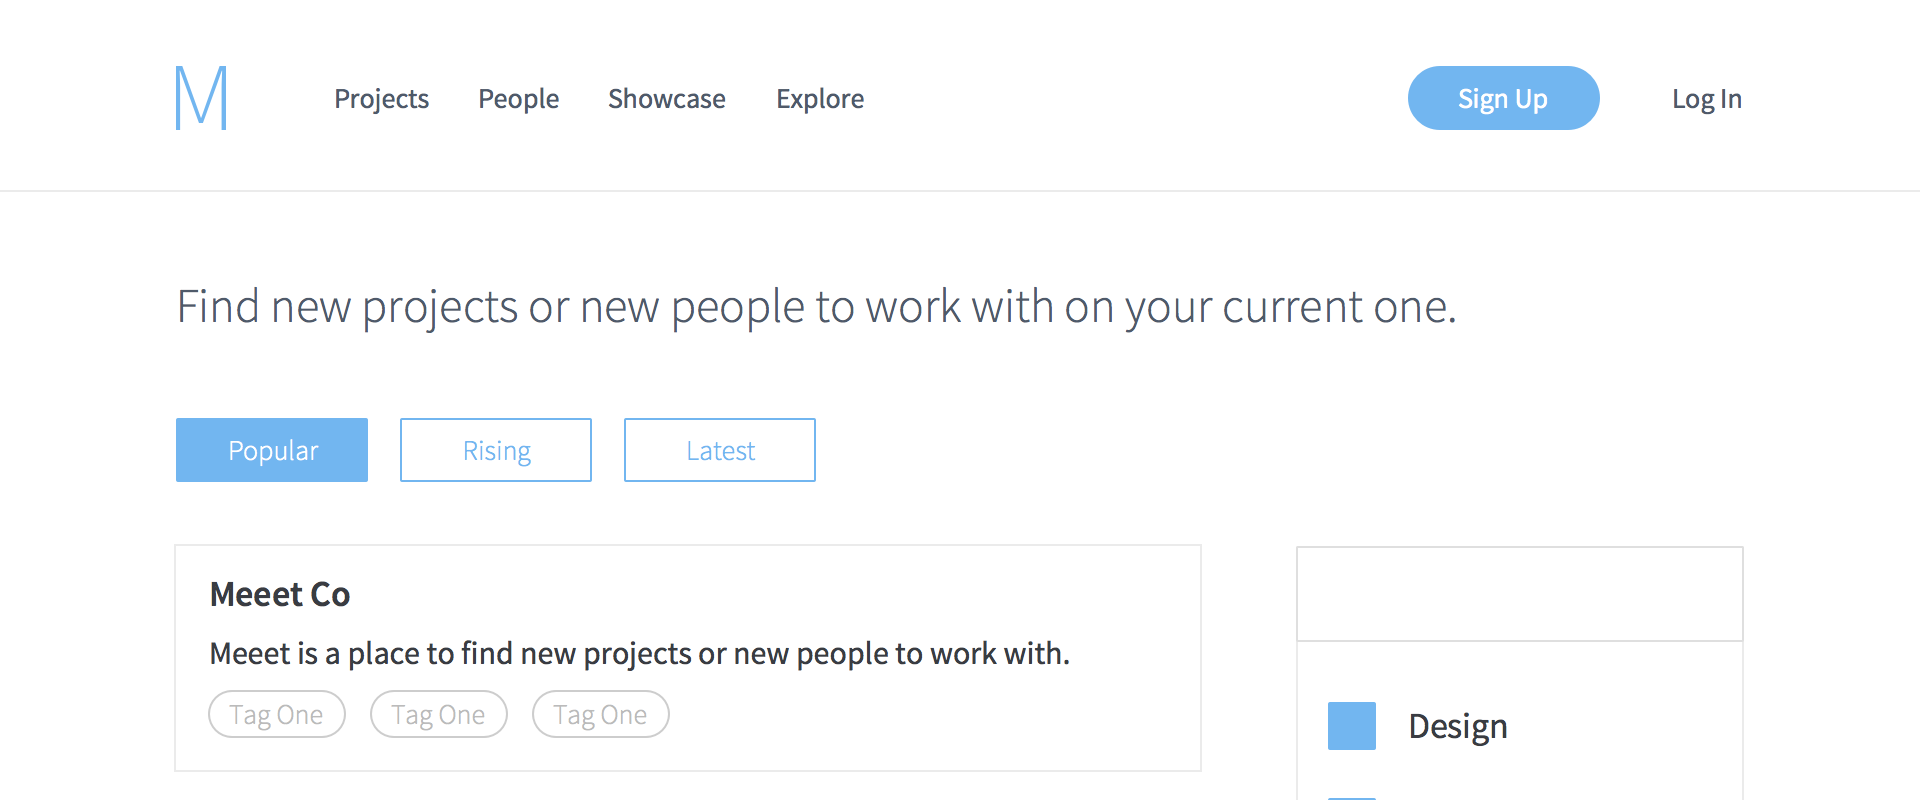 M
Projects People Showcase Explore Sign Up Log In
Find new projects or new people to work with on your current one.
Popular Rising Latest
Meeet Co
Meeet is a place to find new projects or new people to work with.
Tag One Tag One Tag One
Design